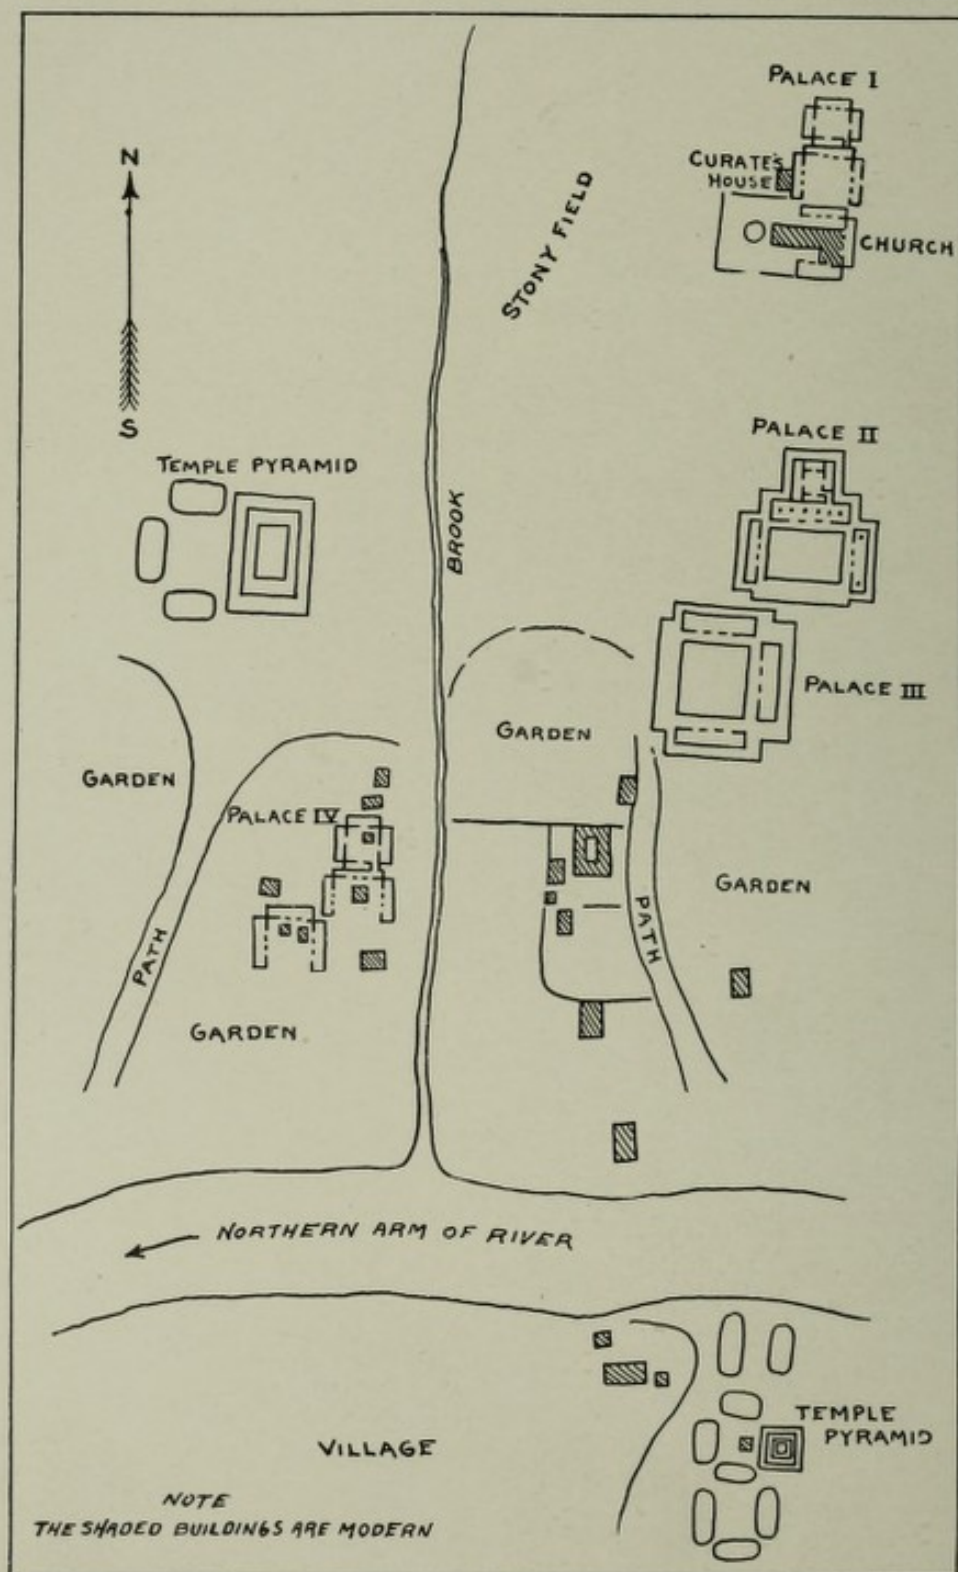 PALACE I
N
CURATE'S
HOUSE
CHURCH
STONY FIELD
S
PALACE II
TEMPLE PYRAMID
BROOK
PALACE III
GARDEN
GARDEN
PALACE IV
GARDEN
PATH
PATH
GARDEN
NORTHERN ARM OF RIVER
TEMPLE
PYRAMID
VILLAGE
NOTE
THE SHADED BUILDINGS ARE MODERN